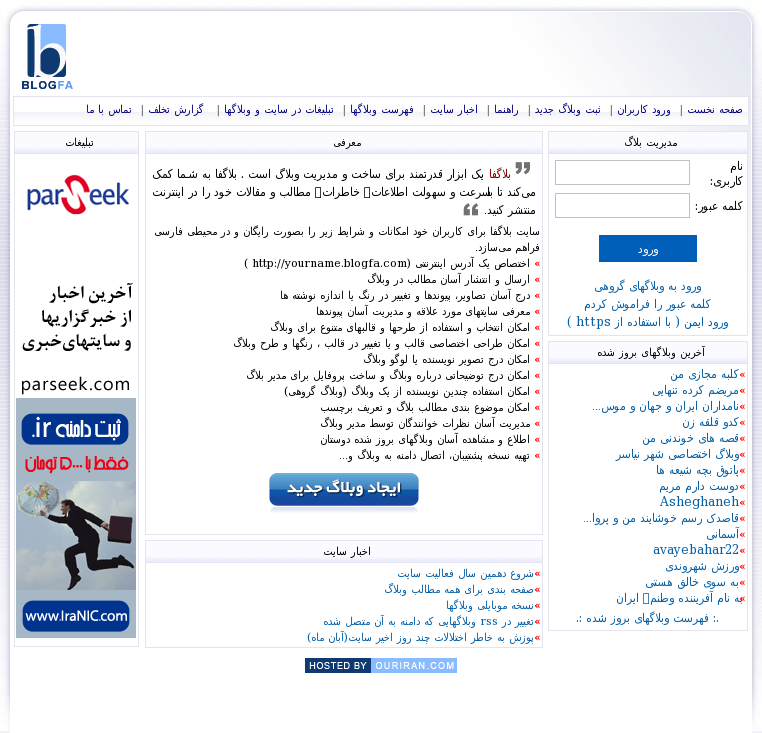 BLOGFA
صفحه نخست | ورود کاربران | ثبت وبلاگ جدید | راهنما | اخبار سایت | فهرست وبلاگها | تبلیغات در سایت و وبلاگها | گزارش تخلف | تماس با ما
مدیریت بلاگ
نام کاربری:
کلمه عبور:
ورود
ورود به وبلاگهای گروهی
کلمه عبور را فراموش کردم
ورود ایمن ( با استفاده از https )
آخرین وبلاگهای بروز شده
«کلبه مجازی من
«مریضم کرده تنهایی
«نامداران ایران و جهان و موس...
«کدو قلقه زن
«قصه های خوندنی من
«وبلاگ اختصاصی شهر نیاسر
«پاتوق بچه شیعه ها
«دوست دارم مریم
«Asheghaneh
«قاصدک رسم خوشایند من و پروا...
«آسمانی
«avayebahar22
«ورزش شهروندی
«به سوی خالق هستی
«به نام آفریننده وطنم ایران
.: فهرست وبلاگهای بروز شده :.
معرفی
بلاگفا یک ابزار قدرتمند برای ساخت و مدیریت وبلاگ است . بلاگفا به شما کمک
می‌کند تا بلسرعت و سهولت اطلاعات خاطرات مطالب و مقالات خود را در اینترنت
منتشر کنید.
سایت بلاگفا برای کاربران خود امکانات و شرایط زیر را بصورت رایگان و در محیطی فارسی
فراهم می‌سازد.
« اختصاص یک آدرس اینترنتی (http://yourname.blogfa.com )
« ارسال و انتشار آسان مطالب در وبلاگ
« درج آسان تصاویر، پیوندها و تغییر در رنگ یا اندازه نوشته ها
« معرفی سایتهای مورد علاقه و مدیریت آسان پیوندها
« امکان انتخاب و استفاده از طرحها و قالبهای متنوع برای وبلاگ
« امکان طراحی اختصاصی قالب و یا تغییر در قالب ، رنگها و طرح وبلاگ
« امکان درج تصویر نویسنده یا لوگو وبلاگ
« امکان درج توضیحاتی درباره وبلاگ و ساخت پروفایل برای مدیر بلاگ
« امکان استفاده چندین نویسنده از یک وبلاگ (وبلاگ گروهی)
« امکان موضوع بندی مطالب بلاگ و تعریف برچسب
« مدیریت آسان نظرات خوانندگان توسط مدیر وبلاگ
« اطلاع و مشاهده آسان وبلاگهای بروز شده دوستان
« تهیه نسخه پشتیبان، اتصال دامنه به وبلاگ و...
ایجاد وبلاگ جدید
اخبار سایت
«شروع دهمین سال فعالیت سایت
«صفحه بندی برای همه مطالب وبلاگ
«نسخه موبایلی وبلاگها
«تغییر در rss وبلاگهایی که دامنه به آن متصل شده
«پوزش به خاطر اختلالات چند روز اخیر سایت(آبان ماه)
تبلیغات
parseek
آخرین اخبار
از خبرگزاریها
و سایتهای‌خبری
parseek.com
ثبت دامنه ir.
فقط با ۵۰۰۰ تومان
www.IraNIC.com
HOSTED BY OURIRAN.COM